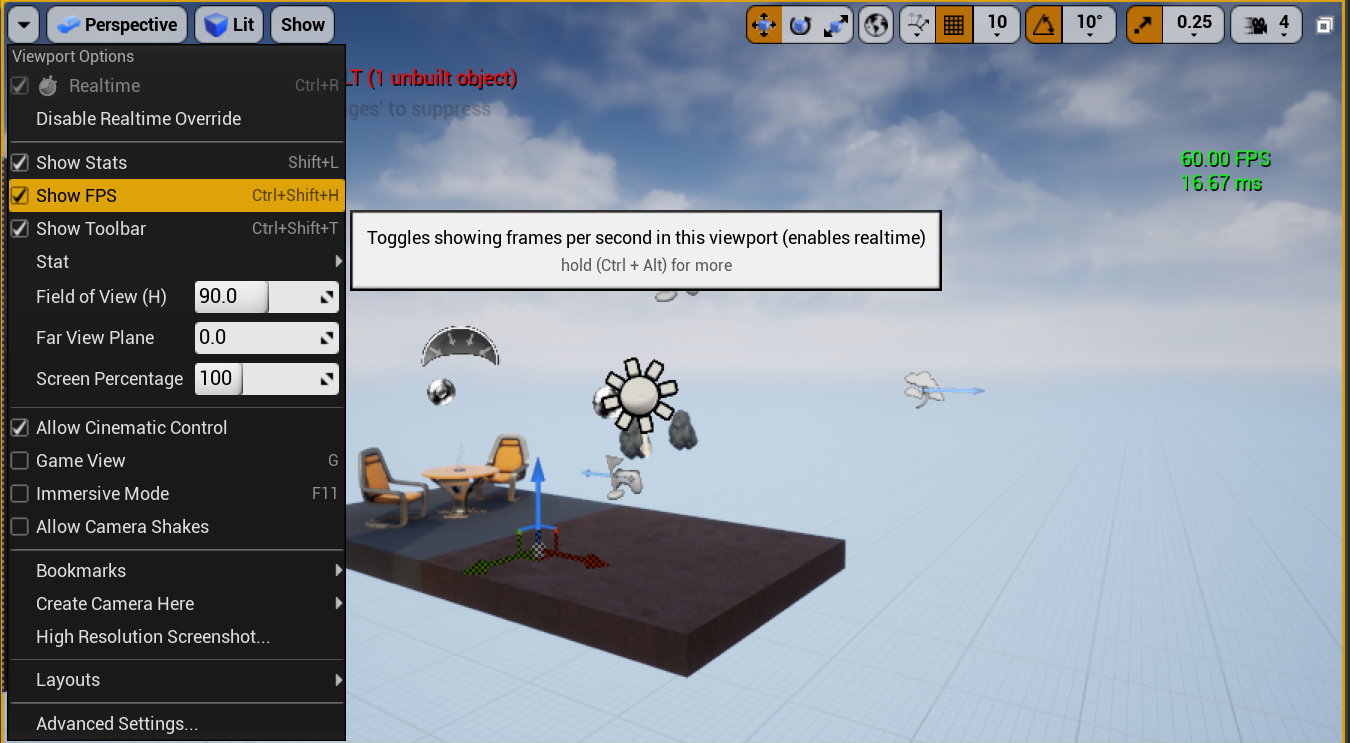 Perspective
Lit
Show
10
10°
0.25
4
Viewport Options
Realtime Ctrl+R
Disable Realtime Override
Show Stats Shift+L
Show FPS Ctrl+Shift+H
Show Toolbar Ctrl+Shift+T
Stat
Field of View (H) 90.0
Far View Plane 0.0
Screen Percentage 100
Allow Cinematic Control
Game View G
Immersive Mode F11
Allow Camera Shakes
Bookmarks
Create Camera Here
High Resolution Screenshot...
Layouts
Advanced Settings...
LT (1 unbuilt object)
ges' to suppress
60.00 FPS
16.67 ms
Toggles showing frames per second in this viewport (enables realtime)
hold (Ctrl + Alt) for more